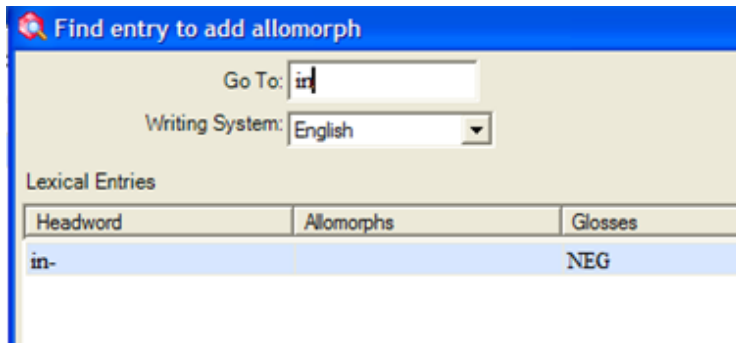 Find entry to add allomorph
Go To: in
Writing System: English
Lexical Entries
Headword Allomorphs Glosses
in- NEG